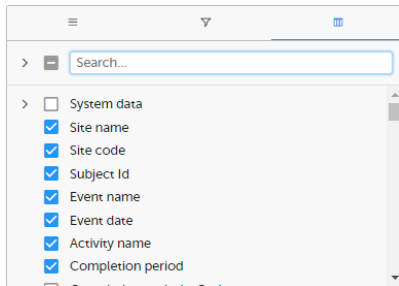 Search...
System data
Site name
Site code
Subject Id
Event name
Event date
Activity name
Completion period